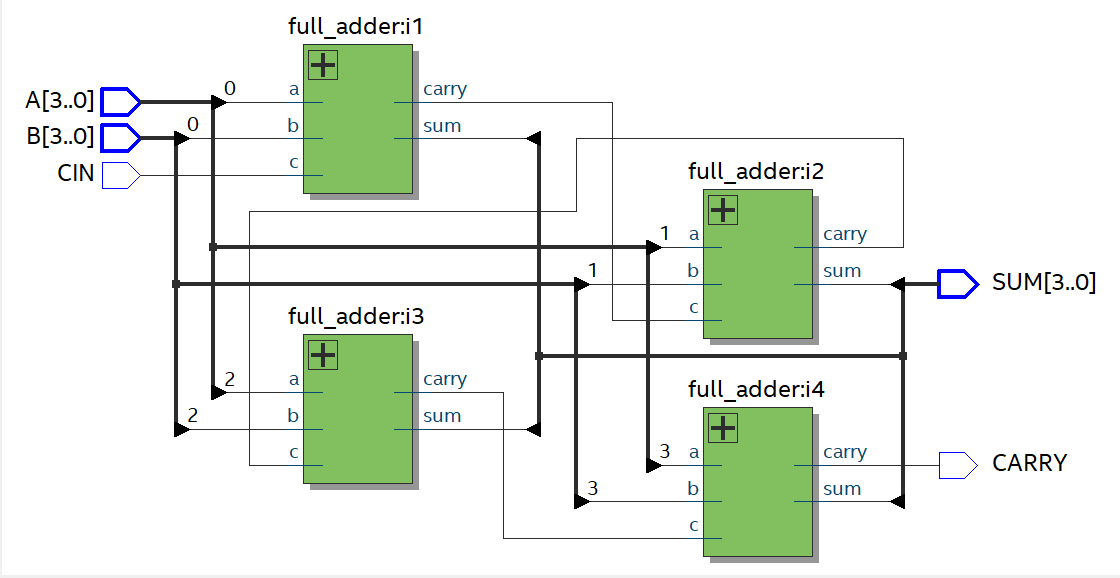 full_adder:i1
A[3..0]
0
a
carry
B[3..0]
0
b
sum
CIN
c
full_adder:i2
1
a
carry
1
b
sum
SUM[3..0]
c
full_adder:i3
2
a
carry
2
b
sum
c
full_adder:i4
3
a
carry
CARRY
3
b
sum
c